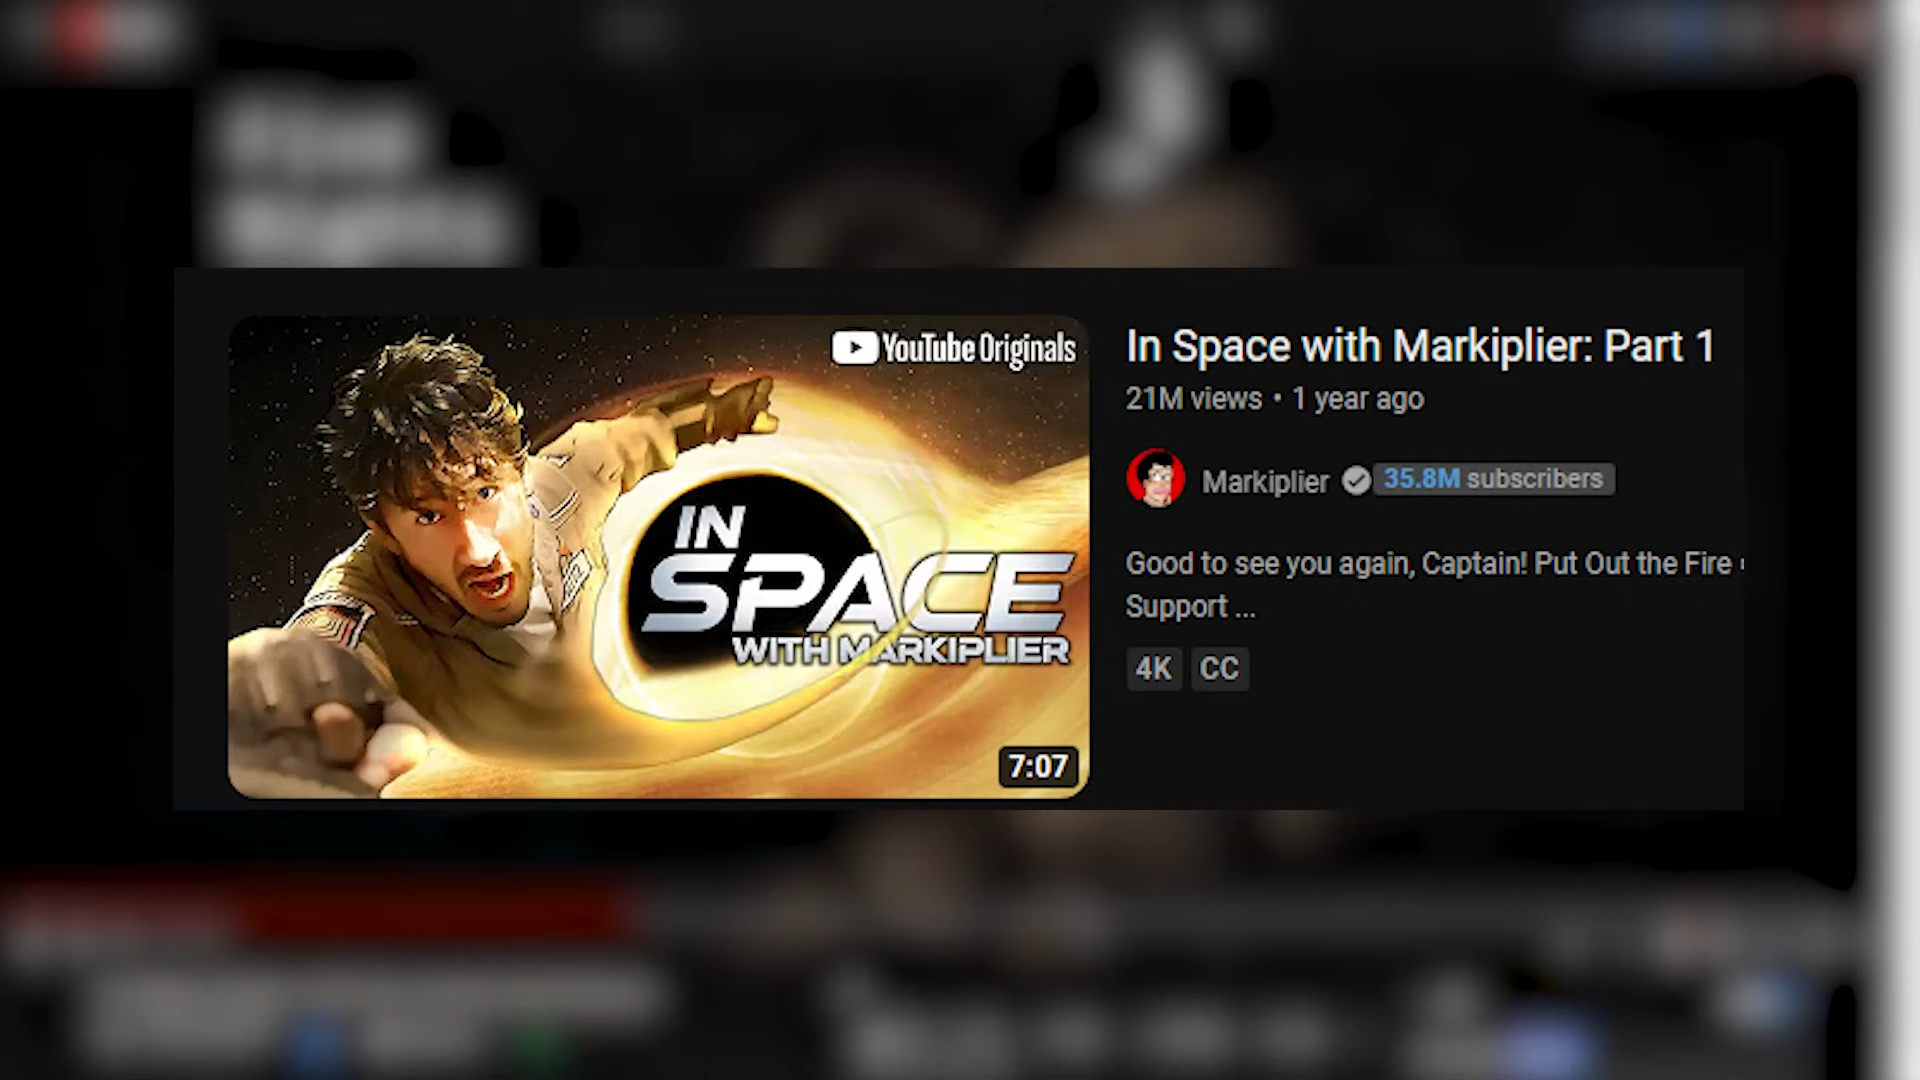 YouTube Originals
IN
SPACE
WITH MARKIPLIER
7:07
In Space with Markiplier: Part 1
21M views • 1 year ago
Markiplier 35.8M subscribers
Good to see you again, Captain! Put Out the Fire
Support ...
4K CC